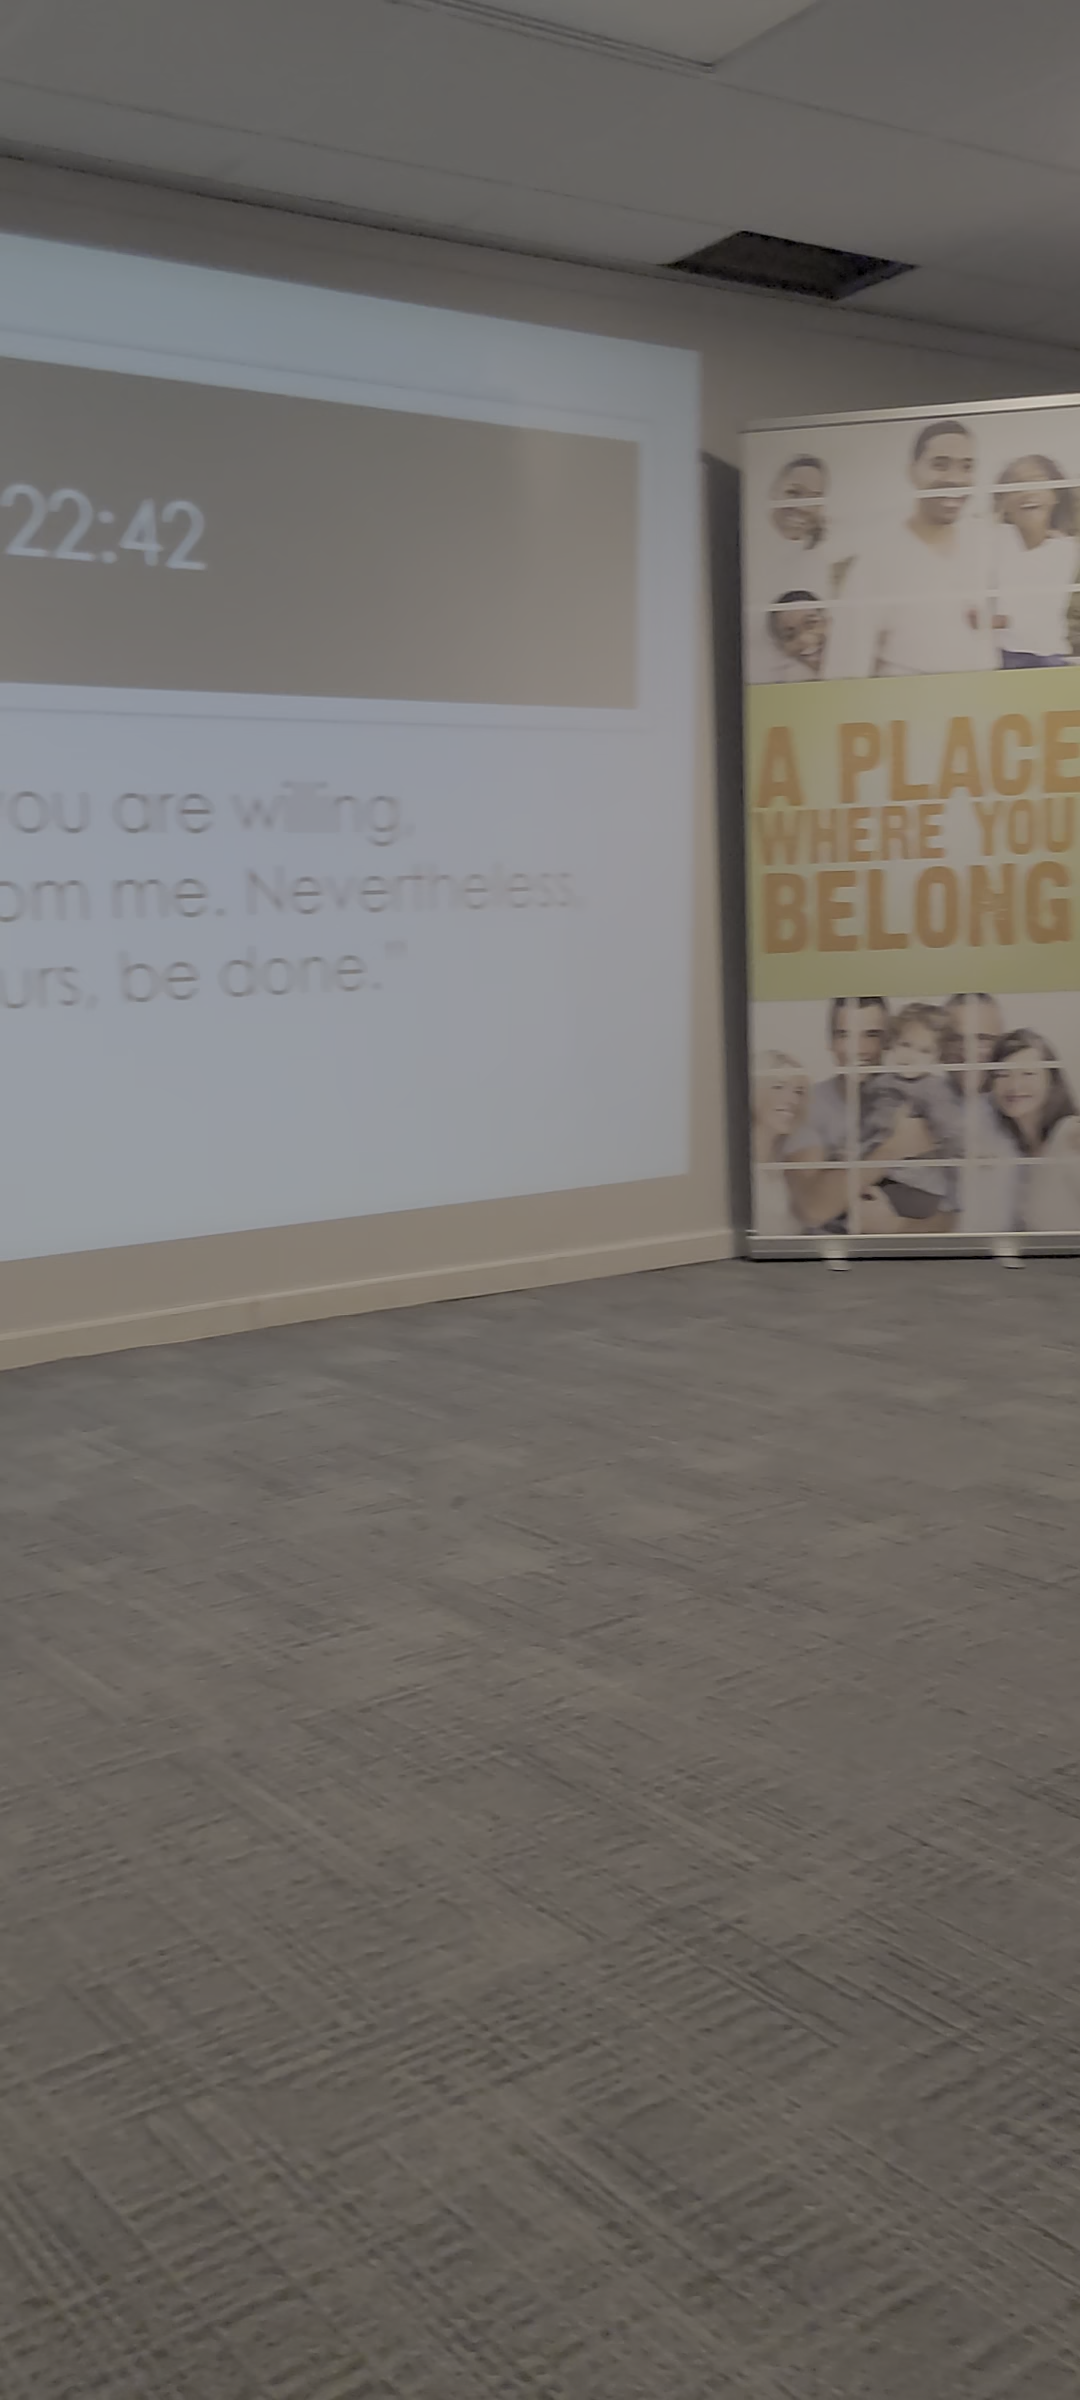 22:42
you are willing,
om me. Nevertheless,
urs, be done."
A PLACE
WHERE YOU
BELONG